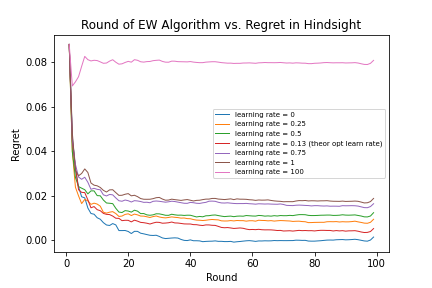 Round of EW Algorithm vs. Regret in Hindsight
0.08
0.06
0.04
0.02
0.00
Regret
learning rate = 0
learning rate = 0.25
learning rate = 0.5
learning rate = 0.13 (theor opt learn rate)
learning rate = 0.75
learning rate = 1
learning rate = 100
0 20 40 60 80 100
Round